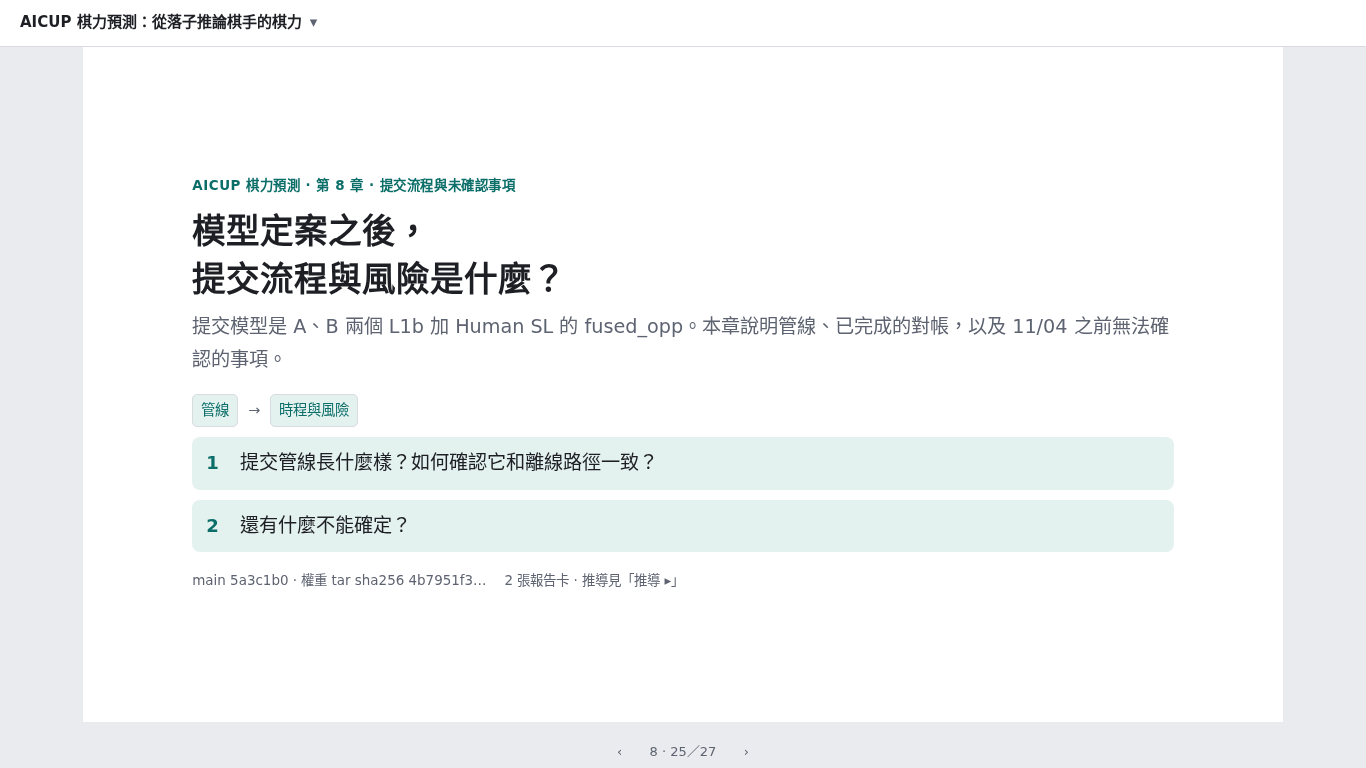 AICUP 棋力預測：從落子推論棋手的棋力 ▾
AICUP 棋力預測 · 第 8 章 · 提交流程與未確認事項
模型定案之後，
提交流程與風險是什麼？
提交模型是 A、B 兩個 L1b 加 Human SL 的 fused_opp。本章說明管線、已完成的對帳，以及 11/04 之前無法確
認的事項。
管線 → 時程與風險
1 提交管線長什麼樣？如何確認它和離線路徑一致？
2 還有什麼不能確定？
main 5a3c1b0 · 權重 tar sha256 4b7951f3… 2 張報告卡 · 推導見「推導 ▸」
‹ 8 · 25／27 ›